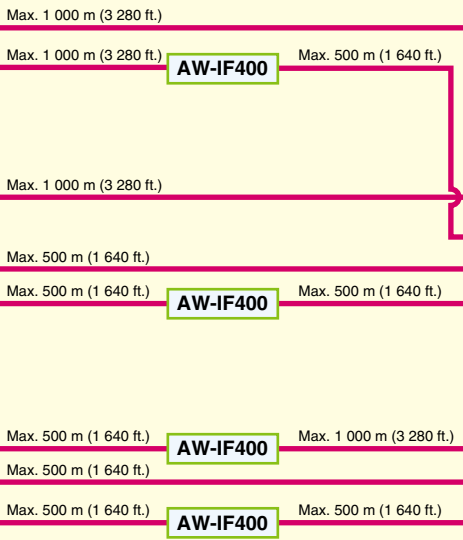 Max. 1 000 m (3 280 ft.)
Max. 1 000 m (3 280 ft.) AW-IF400 Max. 500 m (1 640 ft.)
Max. 1 000 m (3 280 ft.)
Max. 500 m (1 640 ft.)
Max. 500 m (1 640 ft.) AW-IF400 Max. 500 m (1 640 ft.)
Max. 500 m (1 640 ft.) AW-IF400 Max. 1 000 m (3 280 ft.)
Max. 500 m (1 640 ft.)
Max. 500 m (1 640 ft.) AW-IF400 Max. 500 m (1 640 ft.)